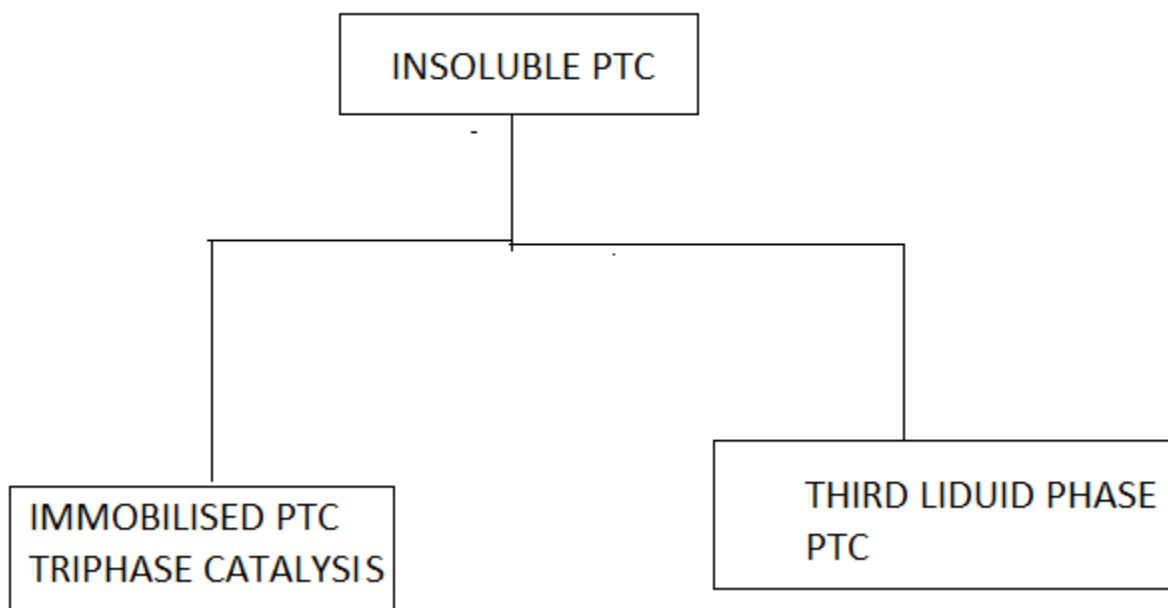 INSOLUBLE PTC
IMMOBILISED PTC
TRIPHASE CATALYSIS
THIRD LIDUID PHASE
PTC